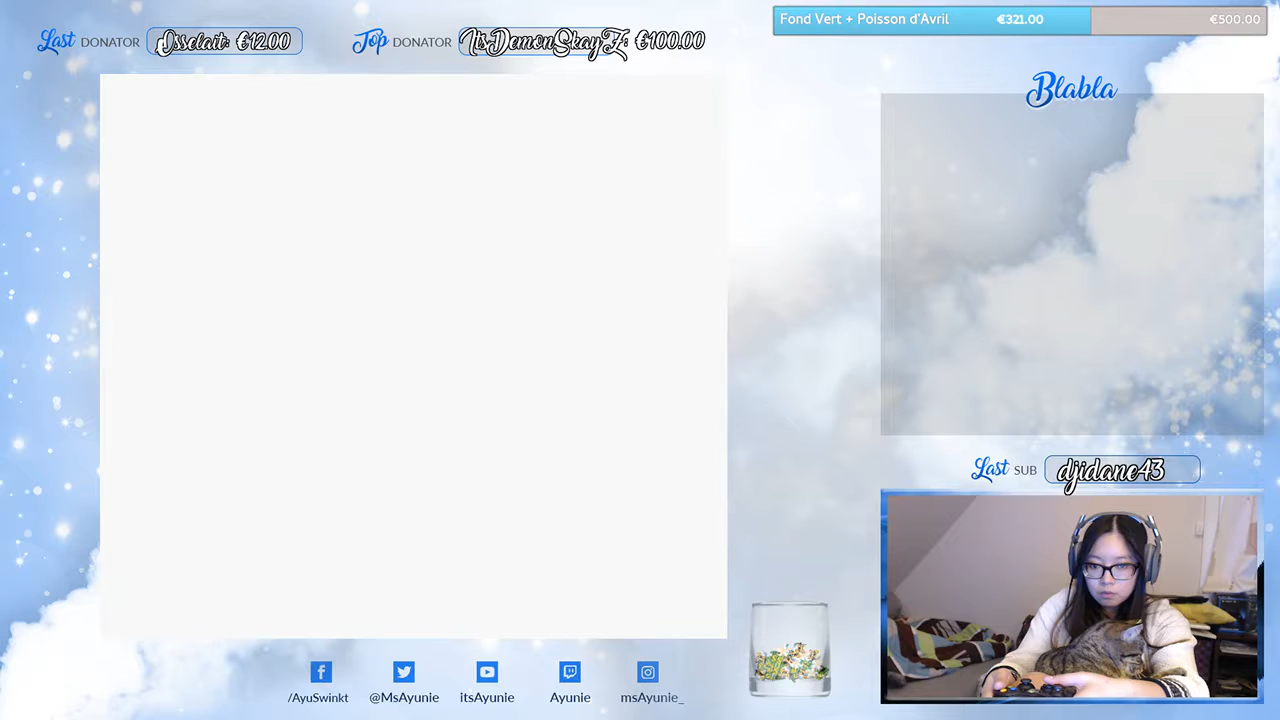 Last DONATOR Osselait: €12.00
Top DONATOR ItsDemonSkayZ: €100.00
Fond Vert + Poisson d'Avril €321.00 €500.00
Blabla
Last SUB djidane43
/AyuSwinkt
@MsAyunie
itsAyunie
Ayunie
msAyunie_